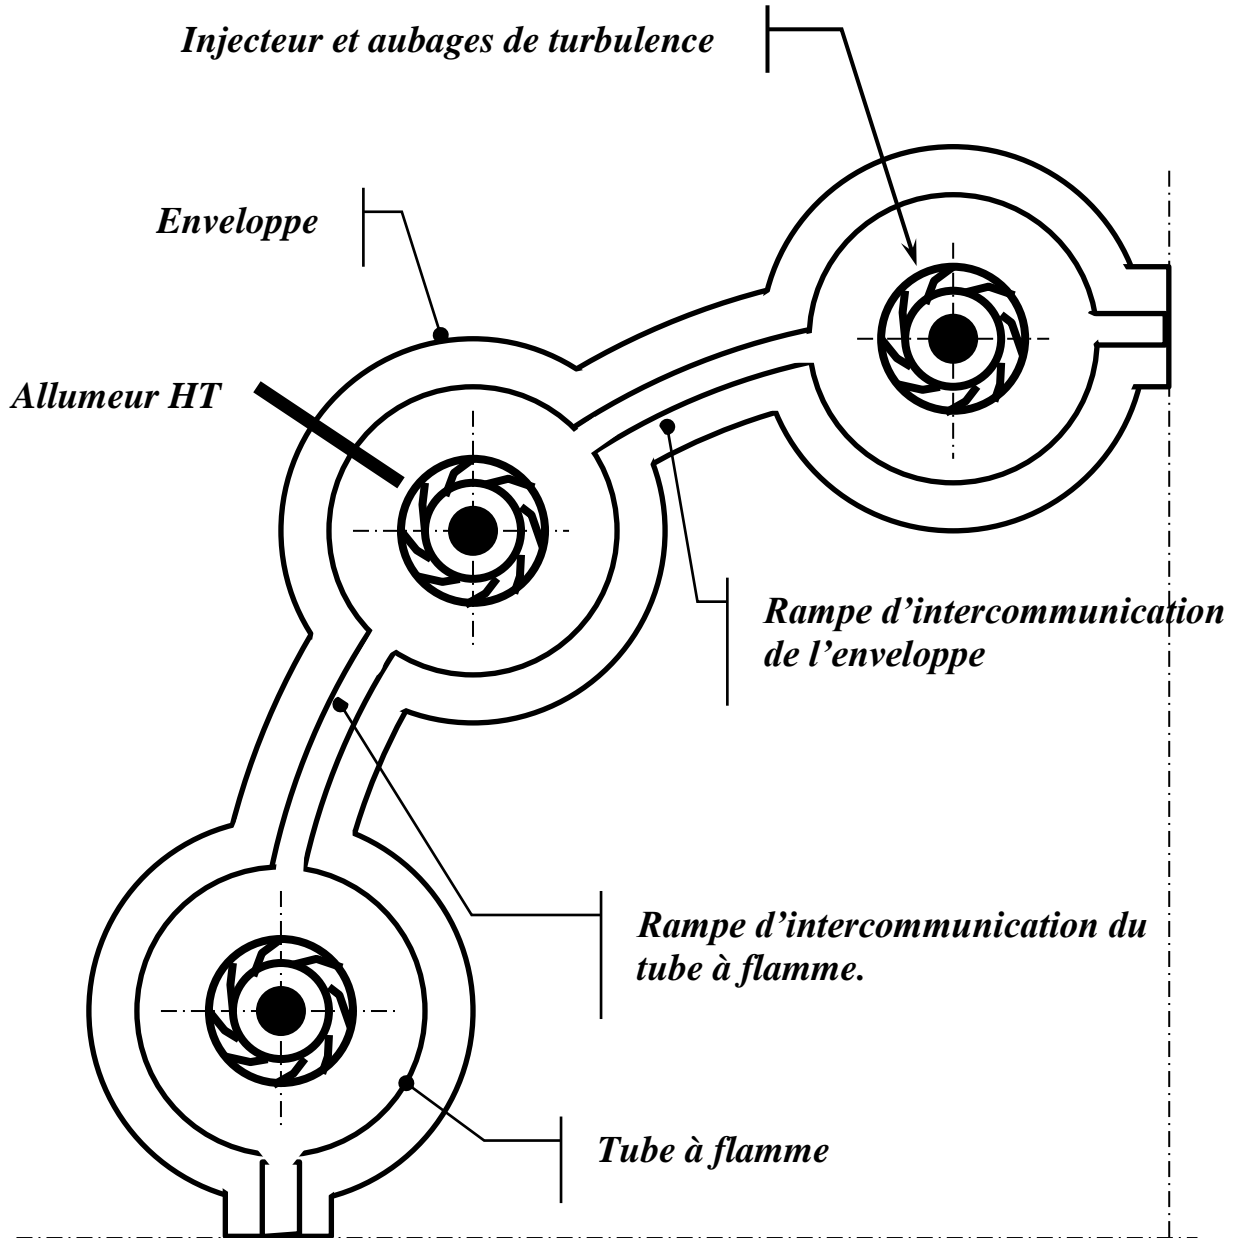 Injecteur et aubages de turbulence
Enveloppe
Allumeur HT
Rampe d’intercommunication
de l’enveloppe
Rampe d’intercommunication du
tube à flamme.
Tube à flamme